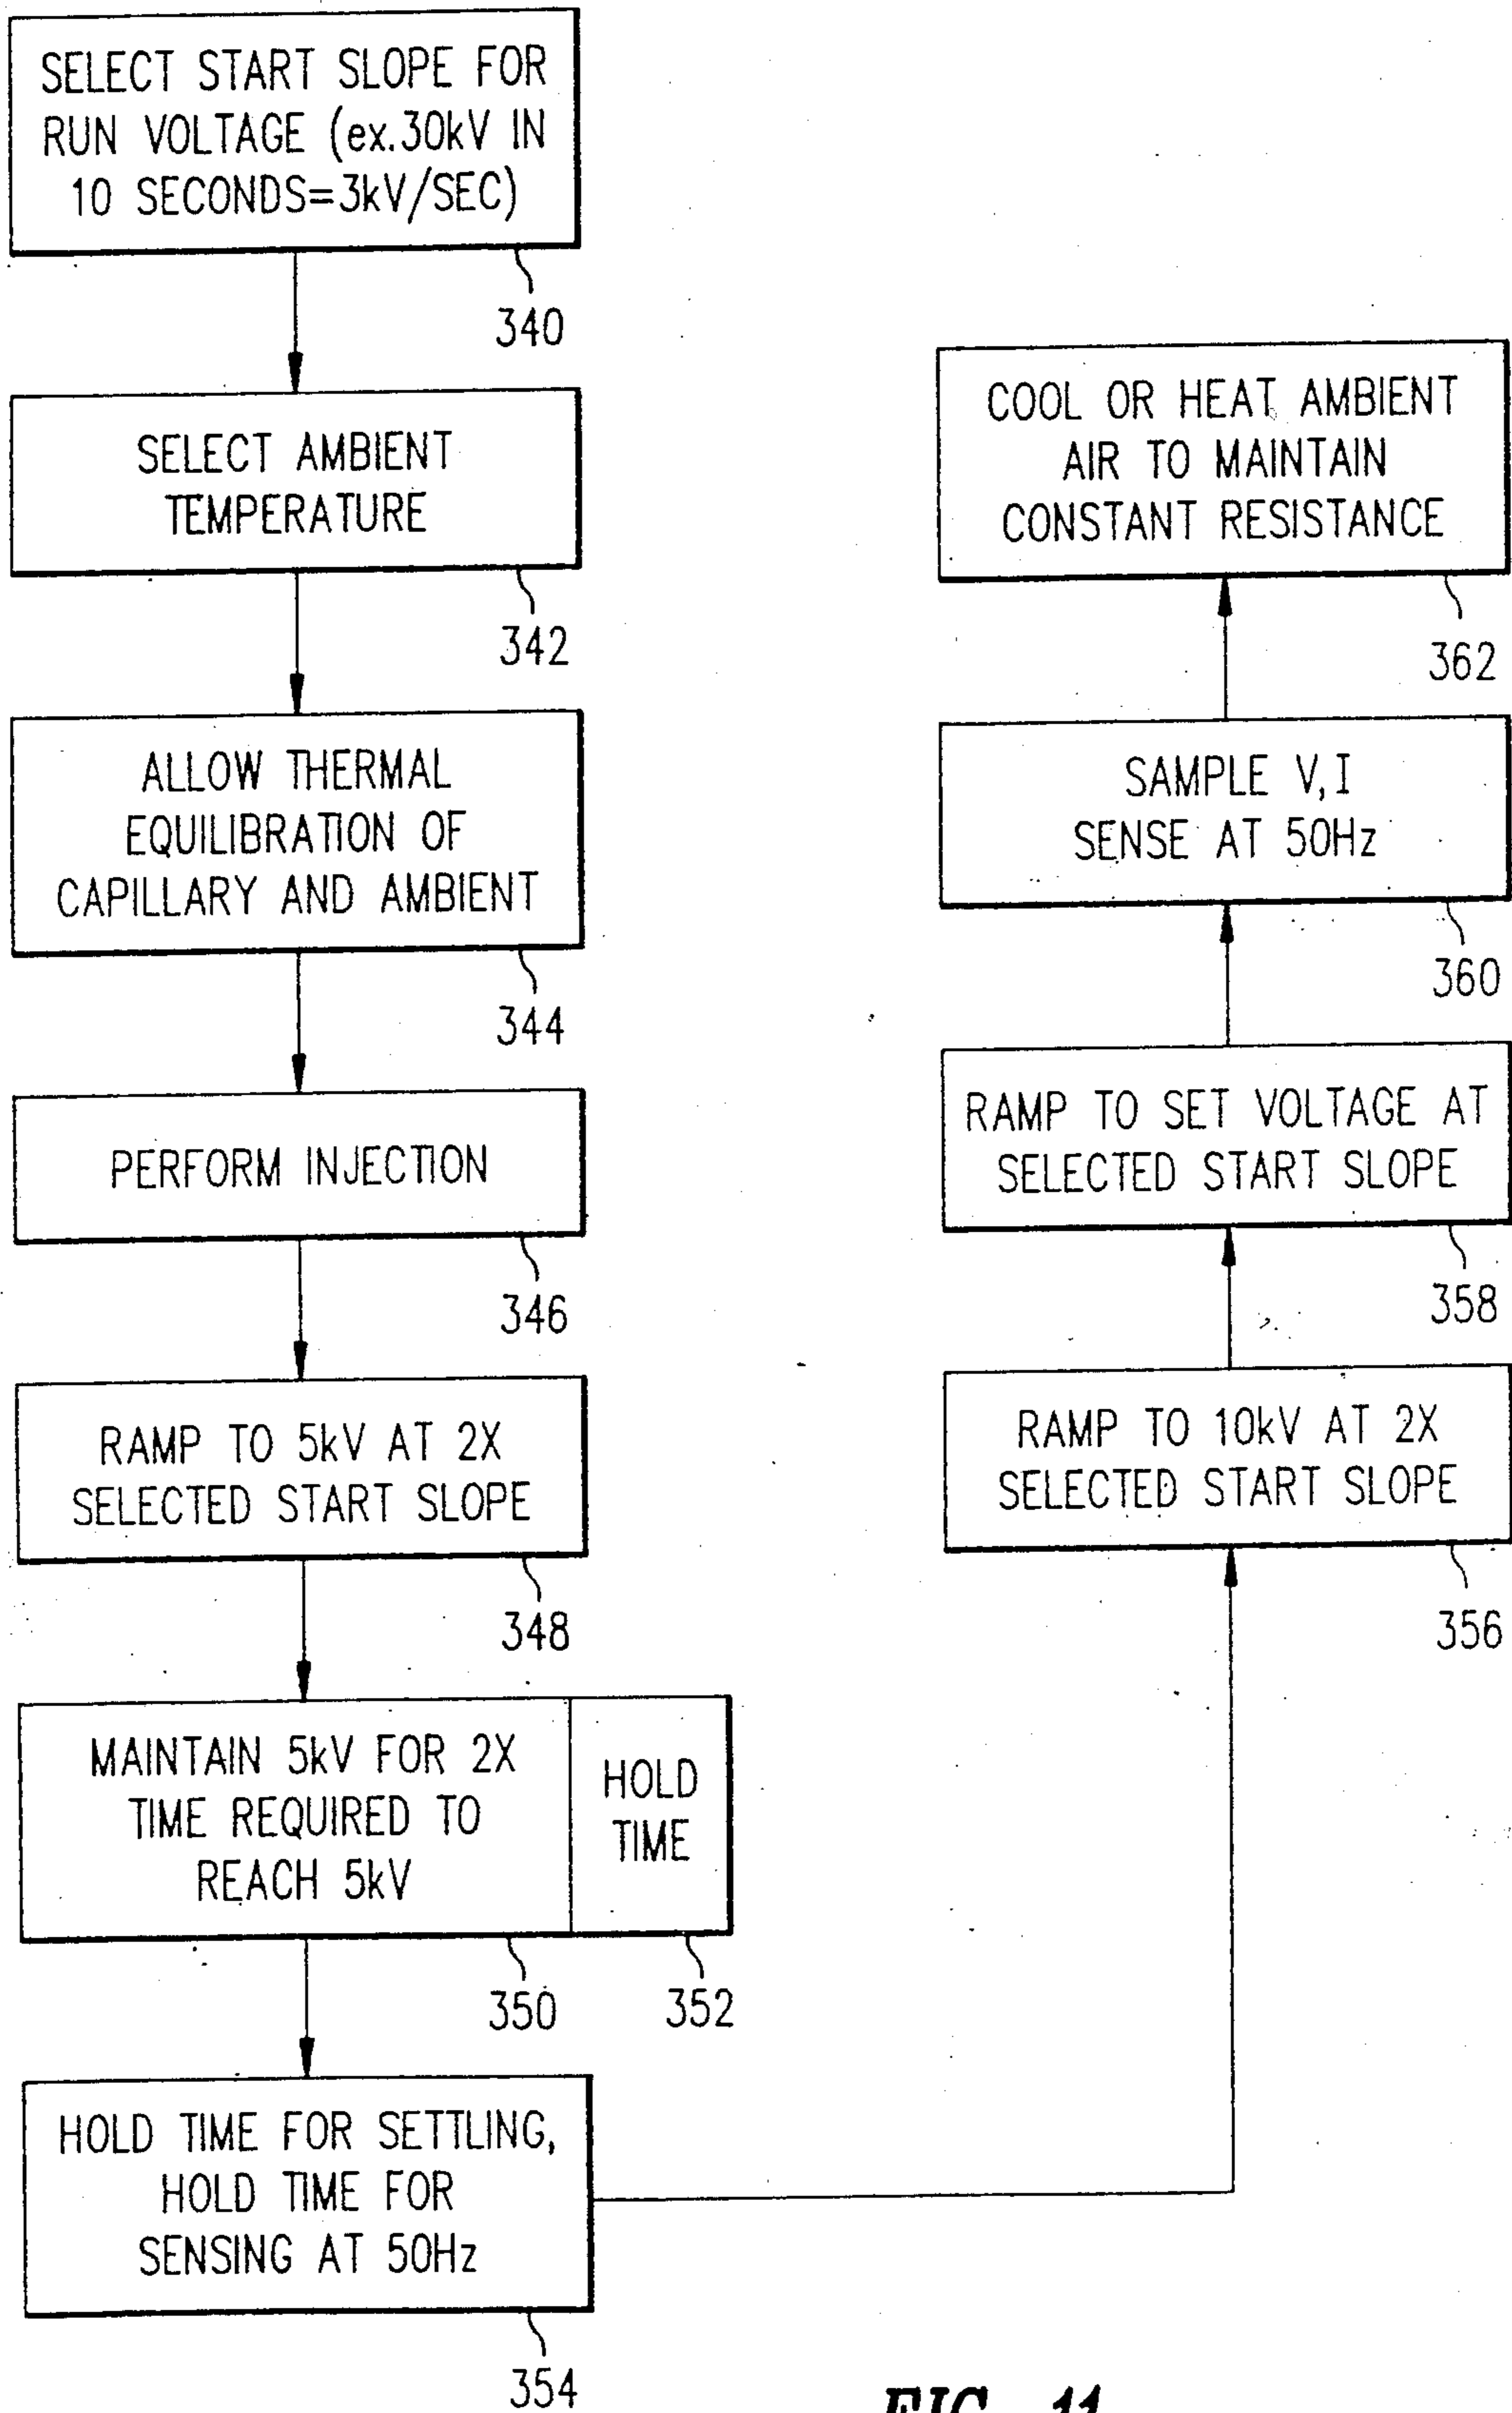 SELECT START SLOPE FOR
RUN VOLTAGE (ex.30kV IN
10 SECONDS=3kV/SEC)
340
SELECT AMBIENT
TEMPERATURE
342
ALLOW THERMAL
EQUILIBRATION OF
CAPILLARY AND AMBIENT
344
PERFORM INJECTION
346
RAMP TO 5kV AT 2X
SELECTED START SLOPE
348
MAINTAIN 5kV FOR 2X
TIME REQUIRED TO
REACH 5kV
350
HOLD
TIME
352
HOLD TIME FOR SETTLING,
HOLD TIME FOR
SENSING AT 50Hz
354
RAMP TO 10kV AT 2X
SELECTED START SLOPE
356
RAMP TO SET VOLTAGE AT
SELECTED START SLOPE
358
SAMPLE V,I
SENSE AT 50Hz
360
COOL OR HEAT AMBIENT
AIR TO MAINTAIN
CONSTANT RESISTANCE
362
FIG. 11